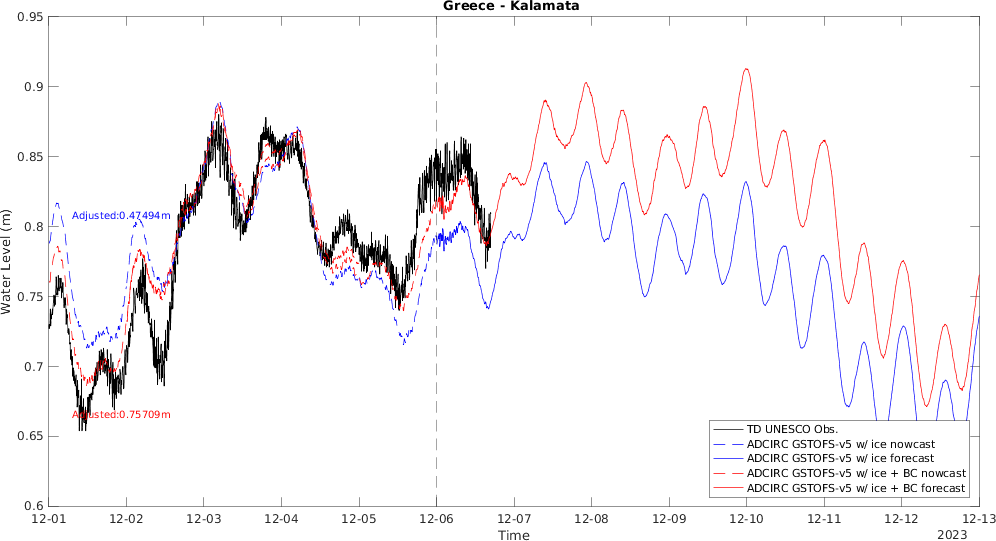 Greece - Kalamata
0.95
0.9
0.85
0.8
0.75
0.7
0.65
0.6
Water Level (m)
Adjusted:0.47494m
Adjusted:0.75709m
TD UNESCO Obs.
ADCIRC GSTOFS-v5 w/ ice nowcast
ADCIRC GSTOFS-v5 w/ ice forecast
ADCIRC GSTOFS-v5 w/ ice + BC nowcast
ADCIRC GSTOFS-v5 w/ ice + BC forecast
12-01 12-02 12-03 12-04 12-05 12-06 12-07 12-08 12-09 12-10 12-11 12-12 12-13
Time
2023